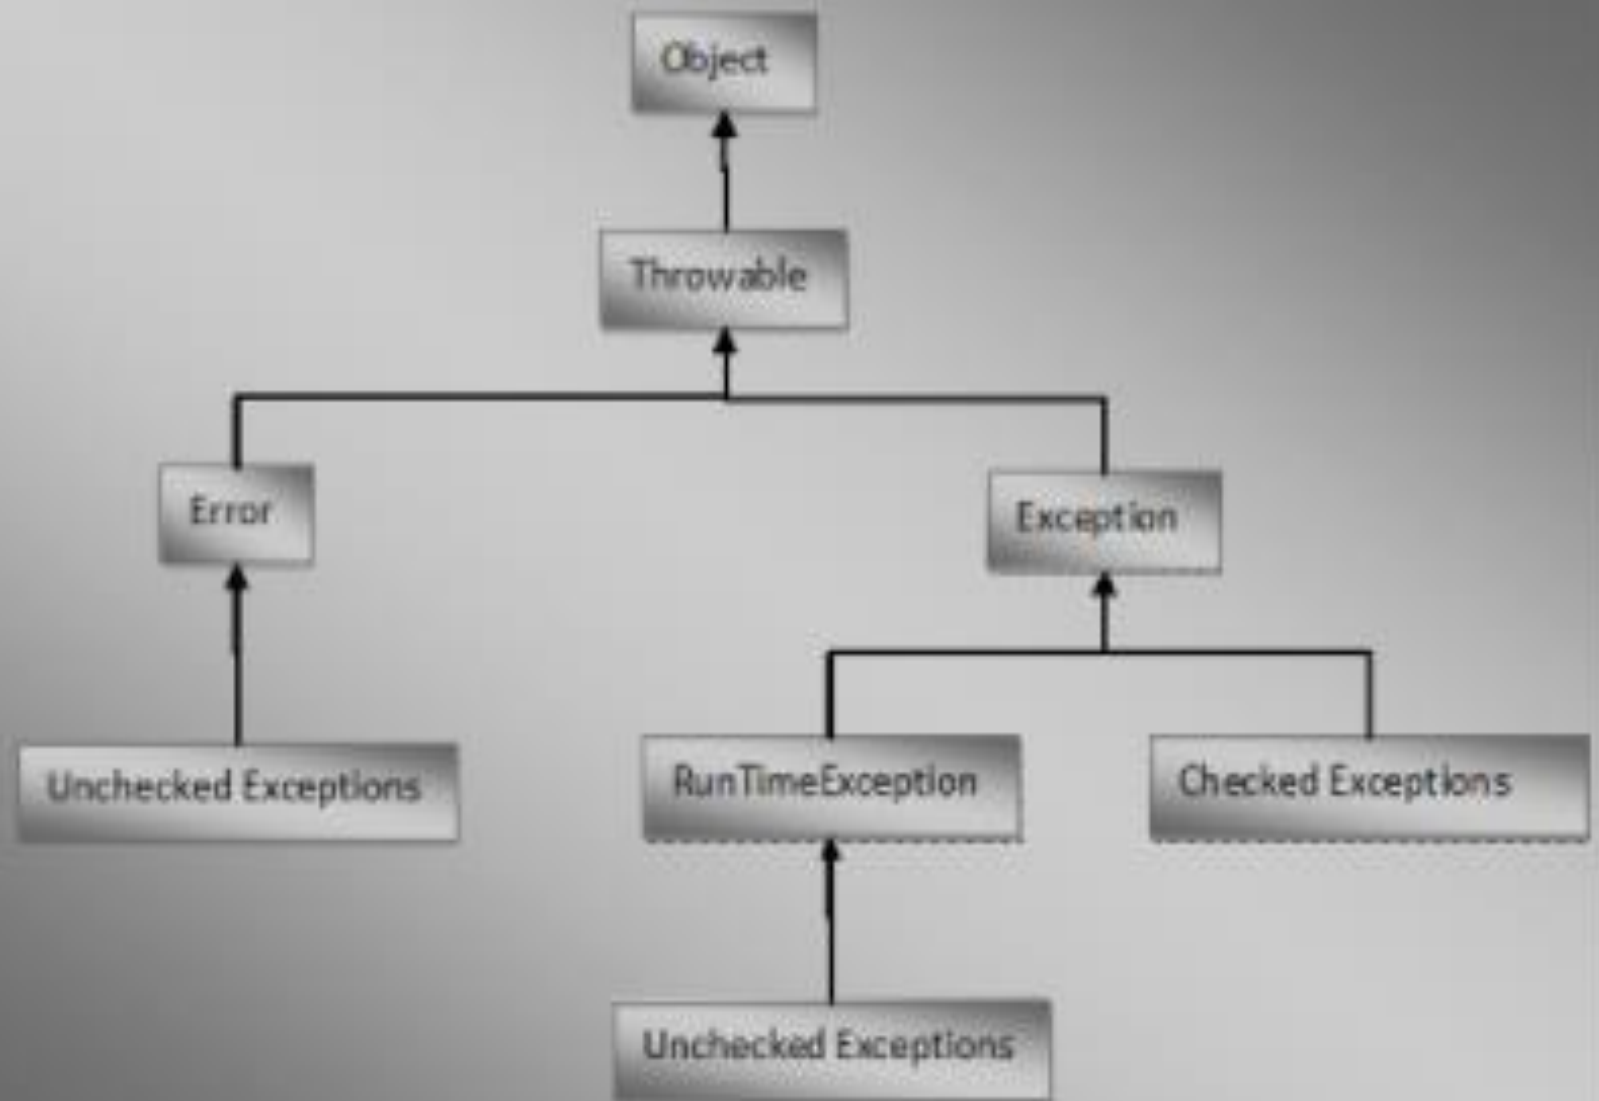 Object
Throwable
Error
Exception
Unchecked Exceptions
RunTimeException
Checked Exceptions
Unchecked Exceptions